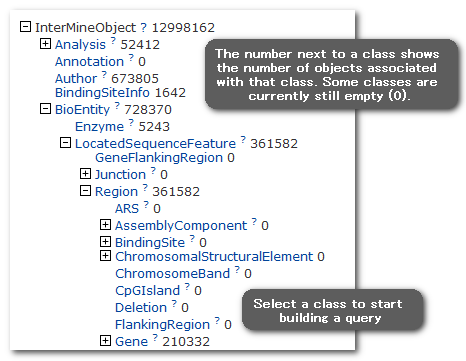 InterMineObject ? 12998162
Analysis ? 52412
Annotation ? 0
Author ? 673805
BindingSiteInfo 1642
BioEntity ? 728370
Enzyme ? 5243
LocatedSequenceFeature ? 361582
GeneFlankingRegion 0
Junction ? 0
Region ? 361582
ARS ? 0
AssemblyComponent ? 0
BindingSite ? 0
ChromosomalStructuralElement 0
ChromosomeBand ? 0
CpGIsland ? 0
Deletion ? 0
FlankingRegion ? 0
Gene ? 210332
The number next to a class shows
the number of objects associated
with that class. Some classes are
currently still empty (0).
Select a class to start
building a query